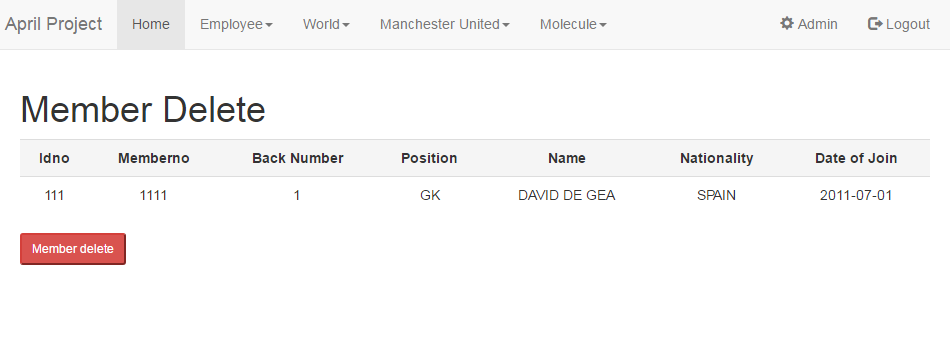 April Project Home Employee World Manchester United Molecule Admin Logout
Member Delete
Idno Memberno Back Number Position Name Nationality Date of Join
111 1111 1 GK DAVID DE GEA SPAIN 2011-07-01
Member delete